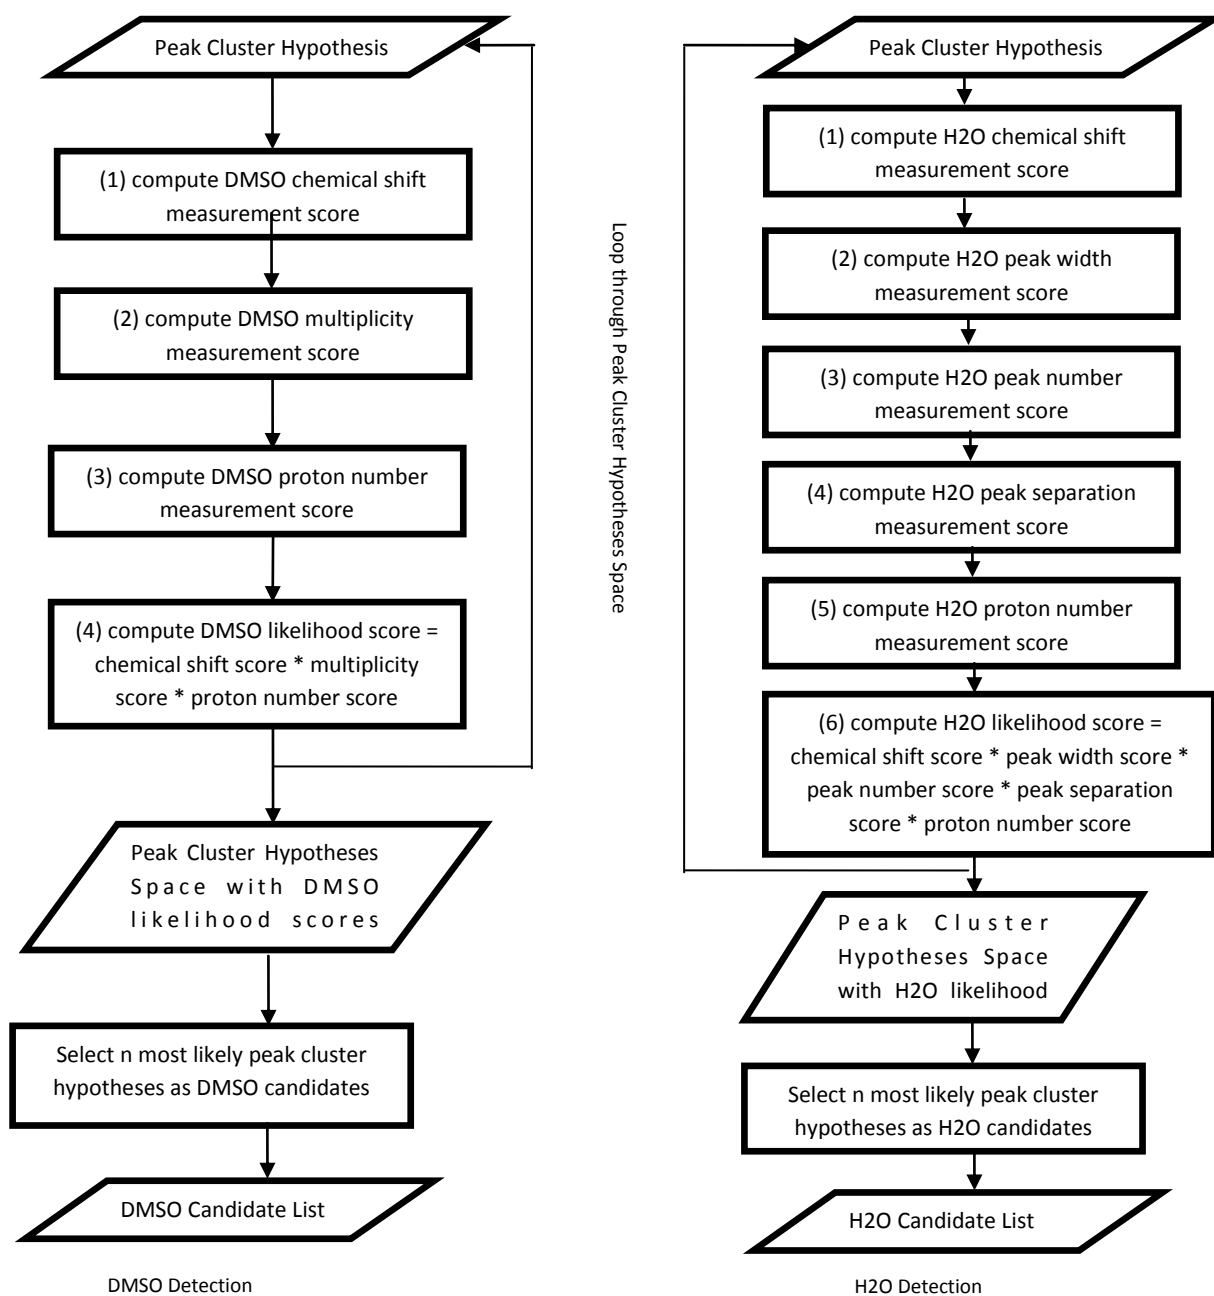 Peak Cluster Hypothesis
(1) compute DMSO chemical shift
measurement score
(2) compute DMSO multiplicity
measurement score
(3) compute DMSO proton number
measurement score
(4) compute DMSO likelihood score =
chemical shift score * multiplicity
score * proton number score
Peak Cluster Hypotheses
Space with DMSO
likelihood scores
Select n most likely peak cluster
hypotheses as DMSO candidates
DMSO Candidate List
DMSO Detection
Loop through Peak Cluster Hypotheses Space
Peak Cluster Hypothesis
(1) compute H2O chemical shift
measurement score
(2) compute H2O peak width
measurement score
(3) compute H2O peak number
measurement score
(4) compute H2O peak separation
measurement score
(5) compute H2O proton number
measurement score
(6) compute H2O likelihood score =
chemical shift score * peak width score *
peak number score * peak separation
score * proton number score
Peak Cluster
Hypotheses Space
with H2O likelihood
Select n most likely peak cluster
hypotheses as H2O candidates
H2O Candidate List
H2O Detection